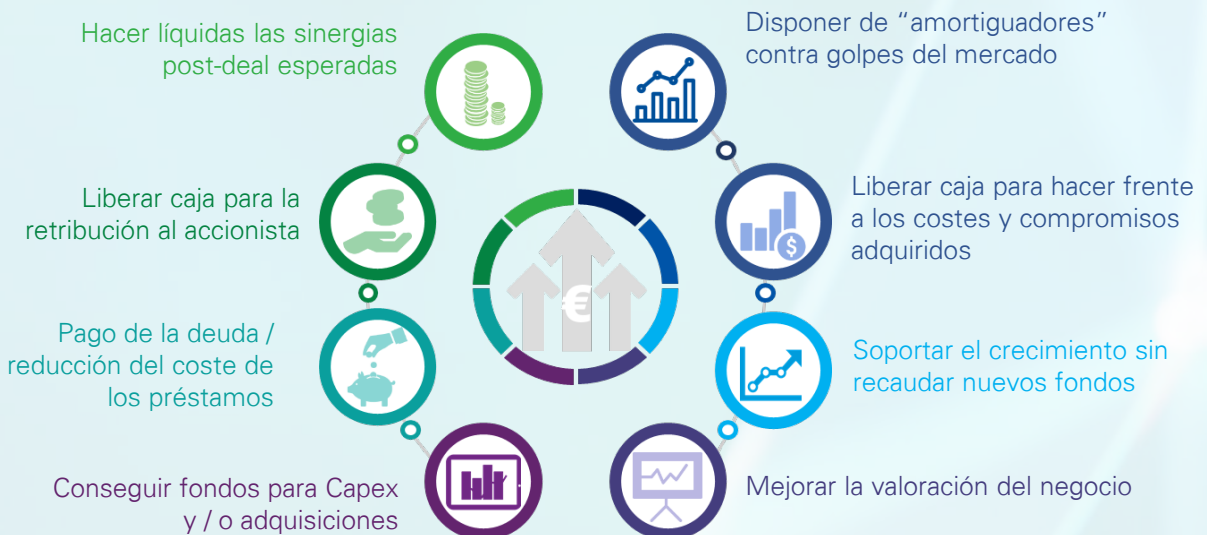 Hacer líquidas las sinergias
post-deal esperadas
Liberar caja para la
retribución al accionista
Pago de la deuda /
reducción del coste de
los préstamos
Conseguir fondos para Capex
y / o adquisiciones
Disponer de “amortiguadores”
contra golpes del mercado
Liberar caja para hacer frente
a los costes y compromisos
adquiridos
$
Soportar el crecimiento sin
recaudar nuevos fondos
Mejorar la valoración del negocio
€